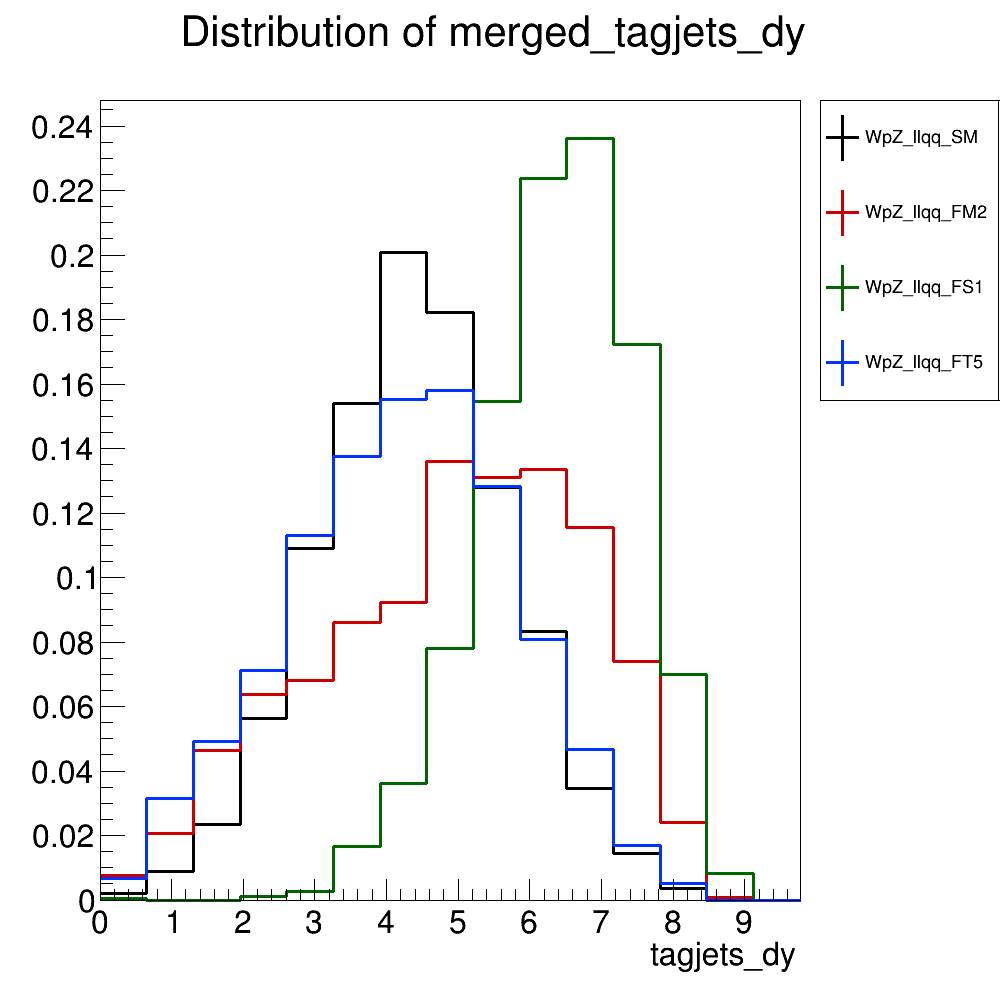 Distribution of merged_tagjets_dy
0.24
0.22
0.2
0.18
0.16
0.14
0.12
0.1
0.08
0.06
0.04
0.02
0
0 1 2 3 4 5 6 7 8 9
tagjets_dy
WpZ_llqq_SM
WpZ_llqq_FM2
WpZ_llqq_FS1
WpZ_llqq_FT5